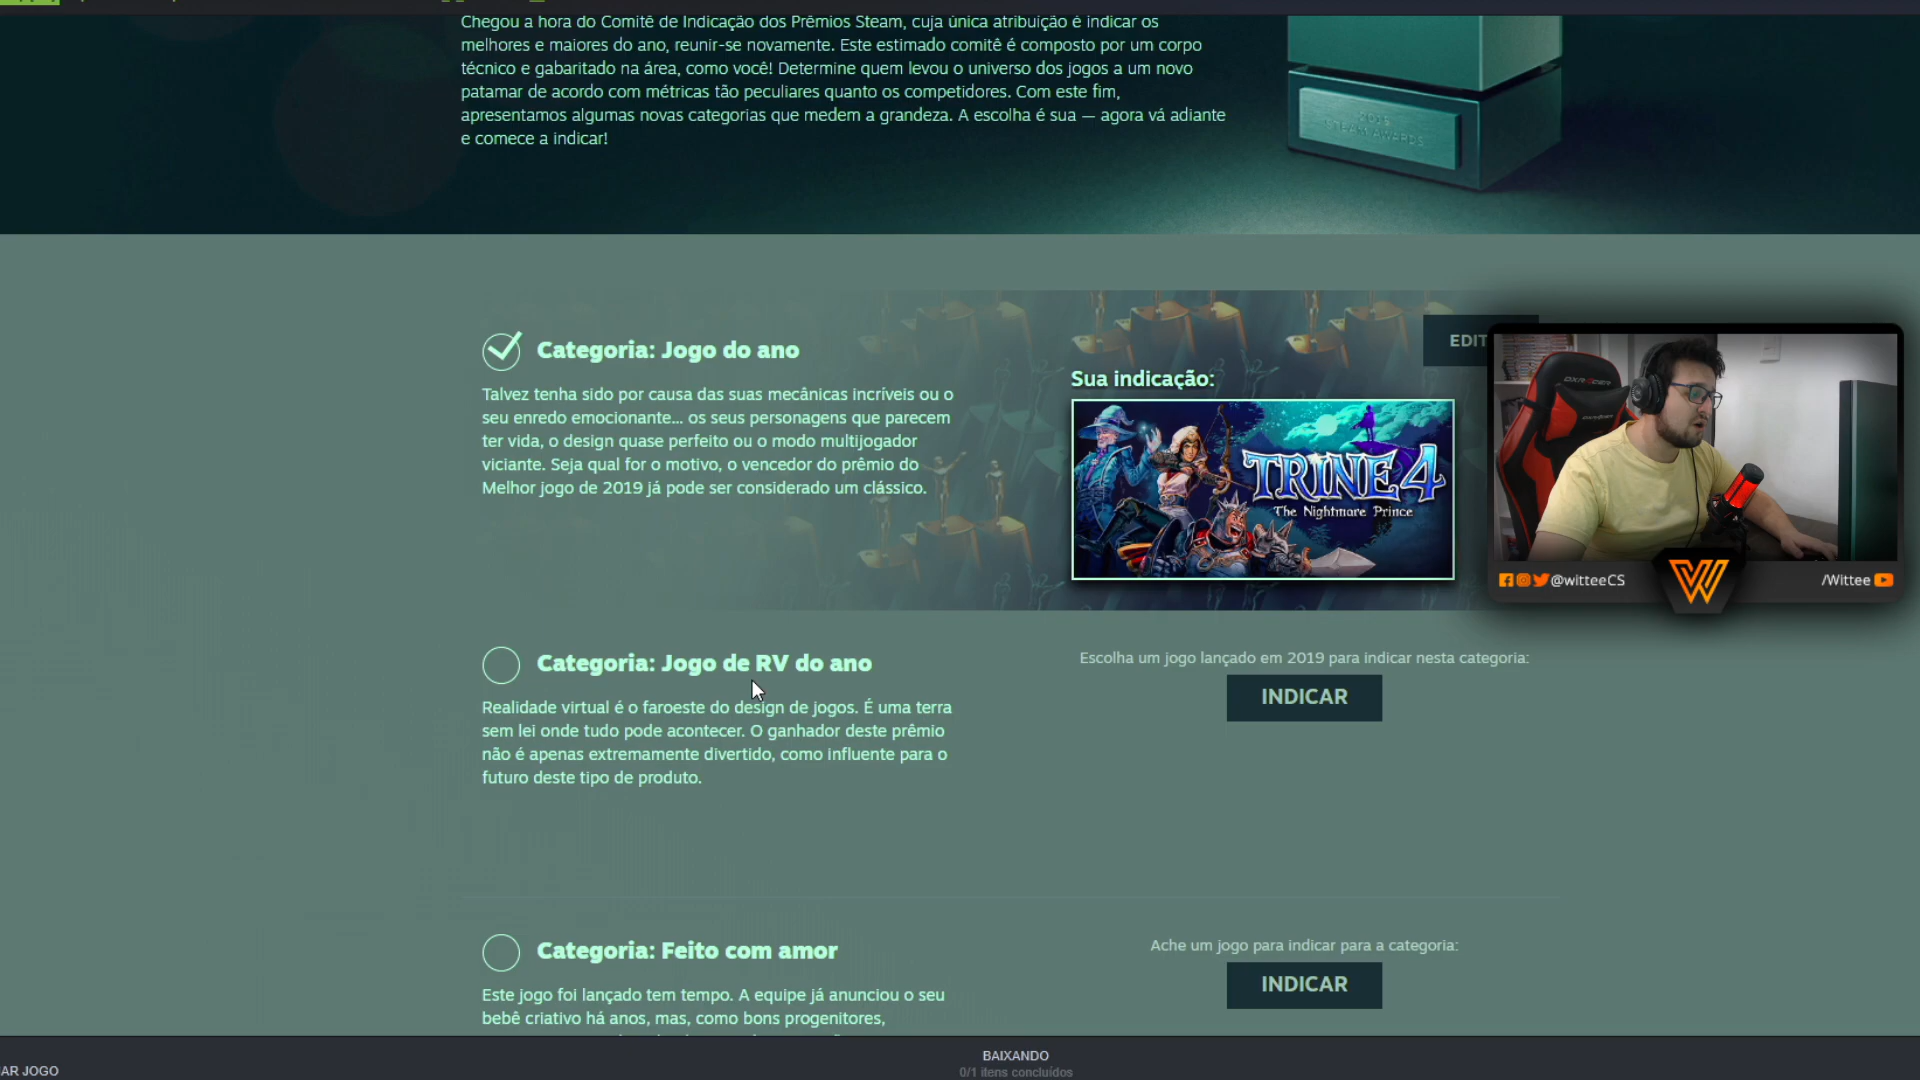 Chegou a hora do Comitê de Indicação dos Prêmios Steam, cuja única atribuição é indicar os
melhores e maiores do ano, reunir-se novamente. Este estimado comitê é composto por um corpo
técnico e gabaritado na área, como você! Determine quem levou o universo dos jogos a um novo
patamar de acordo com métricas tão peculiares quanto os competidores. Com este fim,
apresentamos algumas novas categorias que medem a grandeza. A escolha é sua — agora vá adiante
e comece a indicar!
2019
STEAM AWARDS
Categoria: Jogo do ano
Talvez tenha sido por causa das suas mecânicas incríveis ou o
seu enredo emocionante... os seus personagens que parecem
ter vida, o design quase perfeito ou o modo multijogador
viciante. Seja qual for o motivo, o vencedor do prêmio do
Melhor jogo de 2019 já pode ser considerado um clássico.
EDIT
Sua indicação:
TRINE 4
The Nightmare Prince
DXRACER
@witteeCS
/Wittee
Categoria: Jogo de RV do ano
Realidade virtual é o faroeste do design de jogos. É uma terra
sem lei onde tudo pode acontecer. O ganhador deste prêmio
não é apenas extremamente divertido, como influente para o
futuro deste tipo de produto.
Escolha um jogo lançado em 2019 para indicar nesta categoria:
INDICAR
Categoria: Feito com amor
Este jogo foi lançado tem tempo. A equipe já anunciou o seu
bebê criativo há anos, mas, como bons progenitores,
Ache um jogo para indicar para a categoria:
INDICAR
AR JOGO
BAIXANDO
0/1 itens concluídos